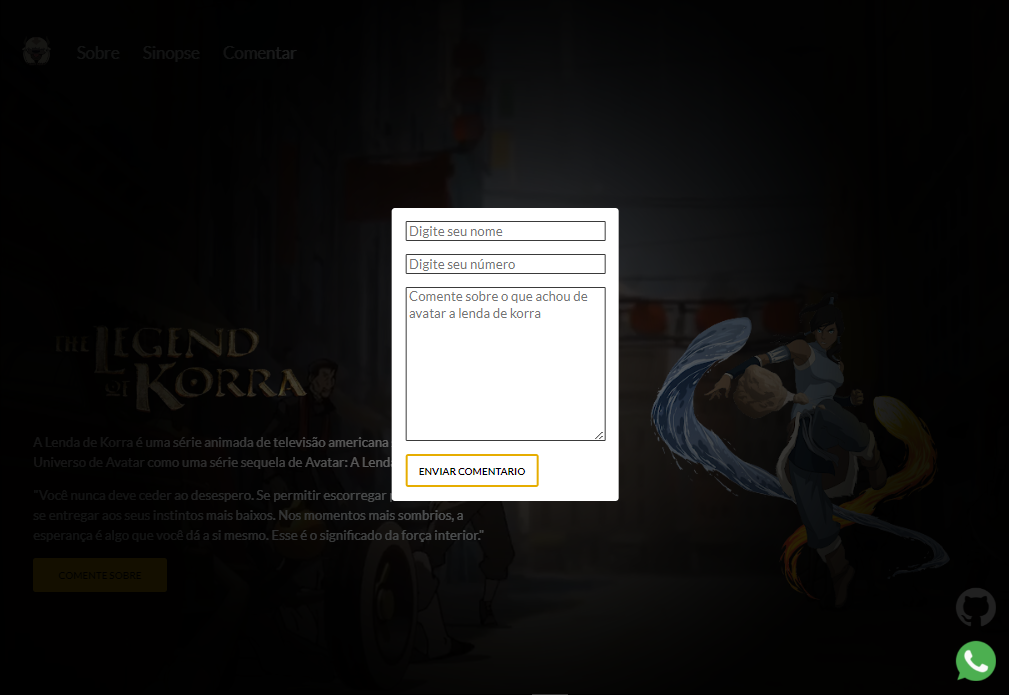 Sobre Sinopse Comentar
Digite seu nome
Digite seu número
Comente sobre o que achou de
avatar a lenda de korra
THE LEGEND
OF KORRA
A Lenda de Korra é uma série animada de televisão americana
Universo de Avatar como uma série sequela de Avatar: A Lend
ENVIAR COMENTARIO
"Você nunca deve ceder ao desespero. Se permitir escorregar
se entregar aos seus instintos mais baixos. Nos momentos mais sombrios, a
esperança é algo que você dá a si mesmo. Esse é o significado da força interior."
COMENTE SOBRE